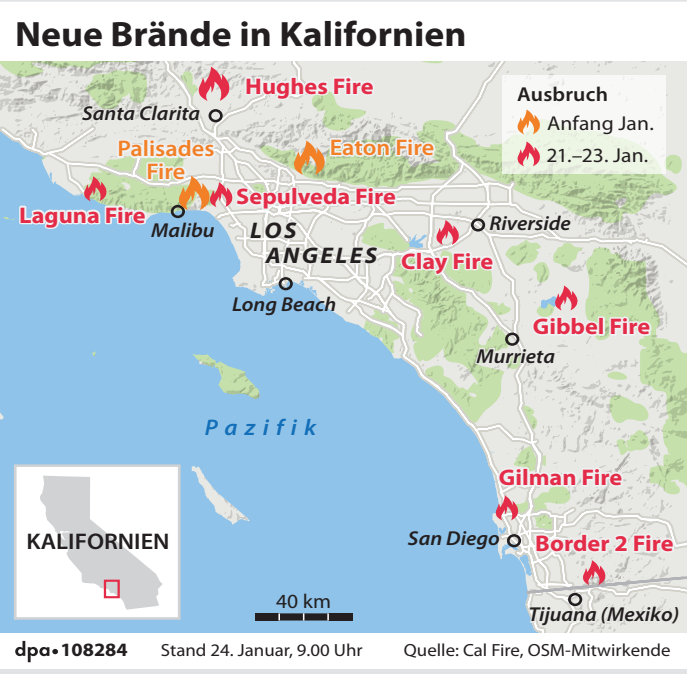 Neue Brände in Kalifornien
Hughes Fire
Ausbruch
Anfang Jan.
21.–23. Jan.
Santa Clarita
Palisades
Fire
Eaton Fire
Laguna Fire
Sepulveda Fire
Malibu
LOS
ANGELES
Riverside
Clay Fire
Long Beach
Gibbel Fire
Murrieta
Pazifik
Gilman Fire
KALIFORNIEN
San Diego
Border 2 Fire
40 km
Tijuana (Mexiko)
dpa•108284 Stand 24. Januar, 9.00 Uhr Quelle: Cal Fire, OSM-Mitwirkende